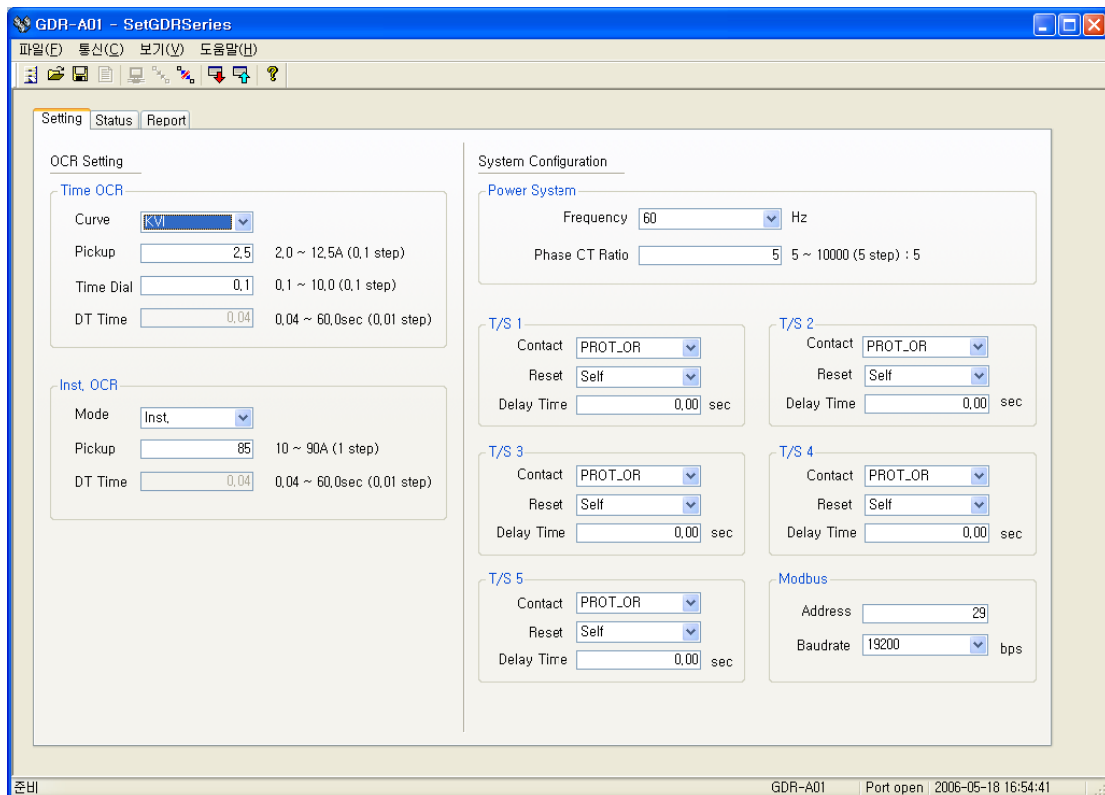 GDR-A01 - SetGDRSeries
파일(F) 통신(C) 보기(V) 도움말(H)
Setting Status Report
OCR Setting
Time OCR
Curve KVI
Pickup 2.5 2.0 ~ 12.5A (0.1 step)
Time Dial 0.1 0.1 ~ 10.0 (0.1 step)
DT Time 0.04 0.04 ~ 60.0sec (0.01 step)
Inst. OCR
Mode Inst.
Pickup 85 10 ~ 90A (1 step)
DT Time 0.04 0.04 ~ 60.0sec (0.01 step)
System Configuration
Power System
Frequency 60 Hz
Phase CT Ratio 5 5 ~ 10000 (5 step) : 5
T/S 1
Contact PROT_OR
Reset Self
Delay Time 0.00 sec
T/S 2
Contact PROT_OR
Reset Self
Delay Time 0.00 sec
T/S 3
Contact PROT_OR
Reset Self
Delay Time 0.00 sec
T/S 4
Contact PROT_OR
Reset Self
Delay Time 0.00 sec
T/S 5
Contact PROT_OR
Reset Self
Delay Time 0.00 sec
Modbus
Address 29
Baudrate 19200 bps
준비 GDR-A01 Port open 2006-05-18 16:54:41